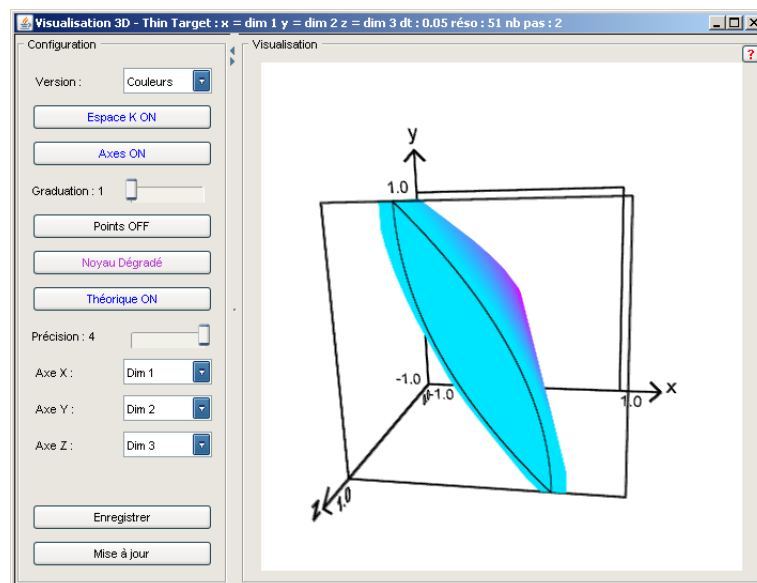 Visualisation 3D - Thin Target : x = dim 1 y = dim 2 z = dim 3 dt : 0.05 réso : 51 nb pas : 2
Configuration
Version :
Couleurs
Espace K ON
Axes ON
Graduation : 1
Points OFF
Noyau Dégradé
Théorique ON
Précision : 4
Axe X :
Dim 1
Axe Y :
Dim 2
Axe Z :
Dim 3
Enregistrer
Mise à jour
Visualisation
?
y
1.0
-1.0
-1.0
1.0
x
z
1.0